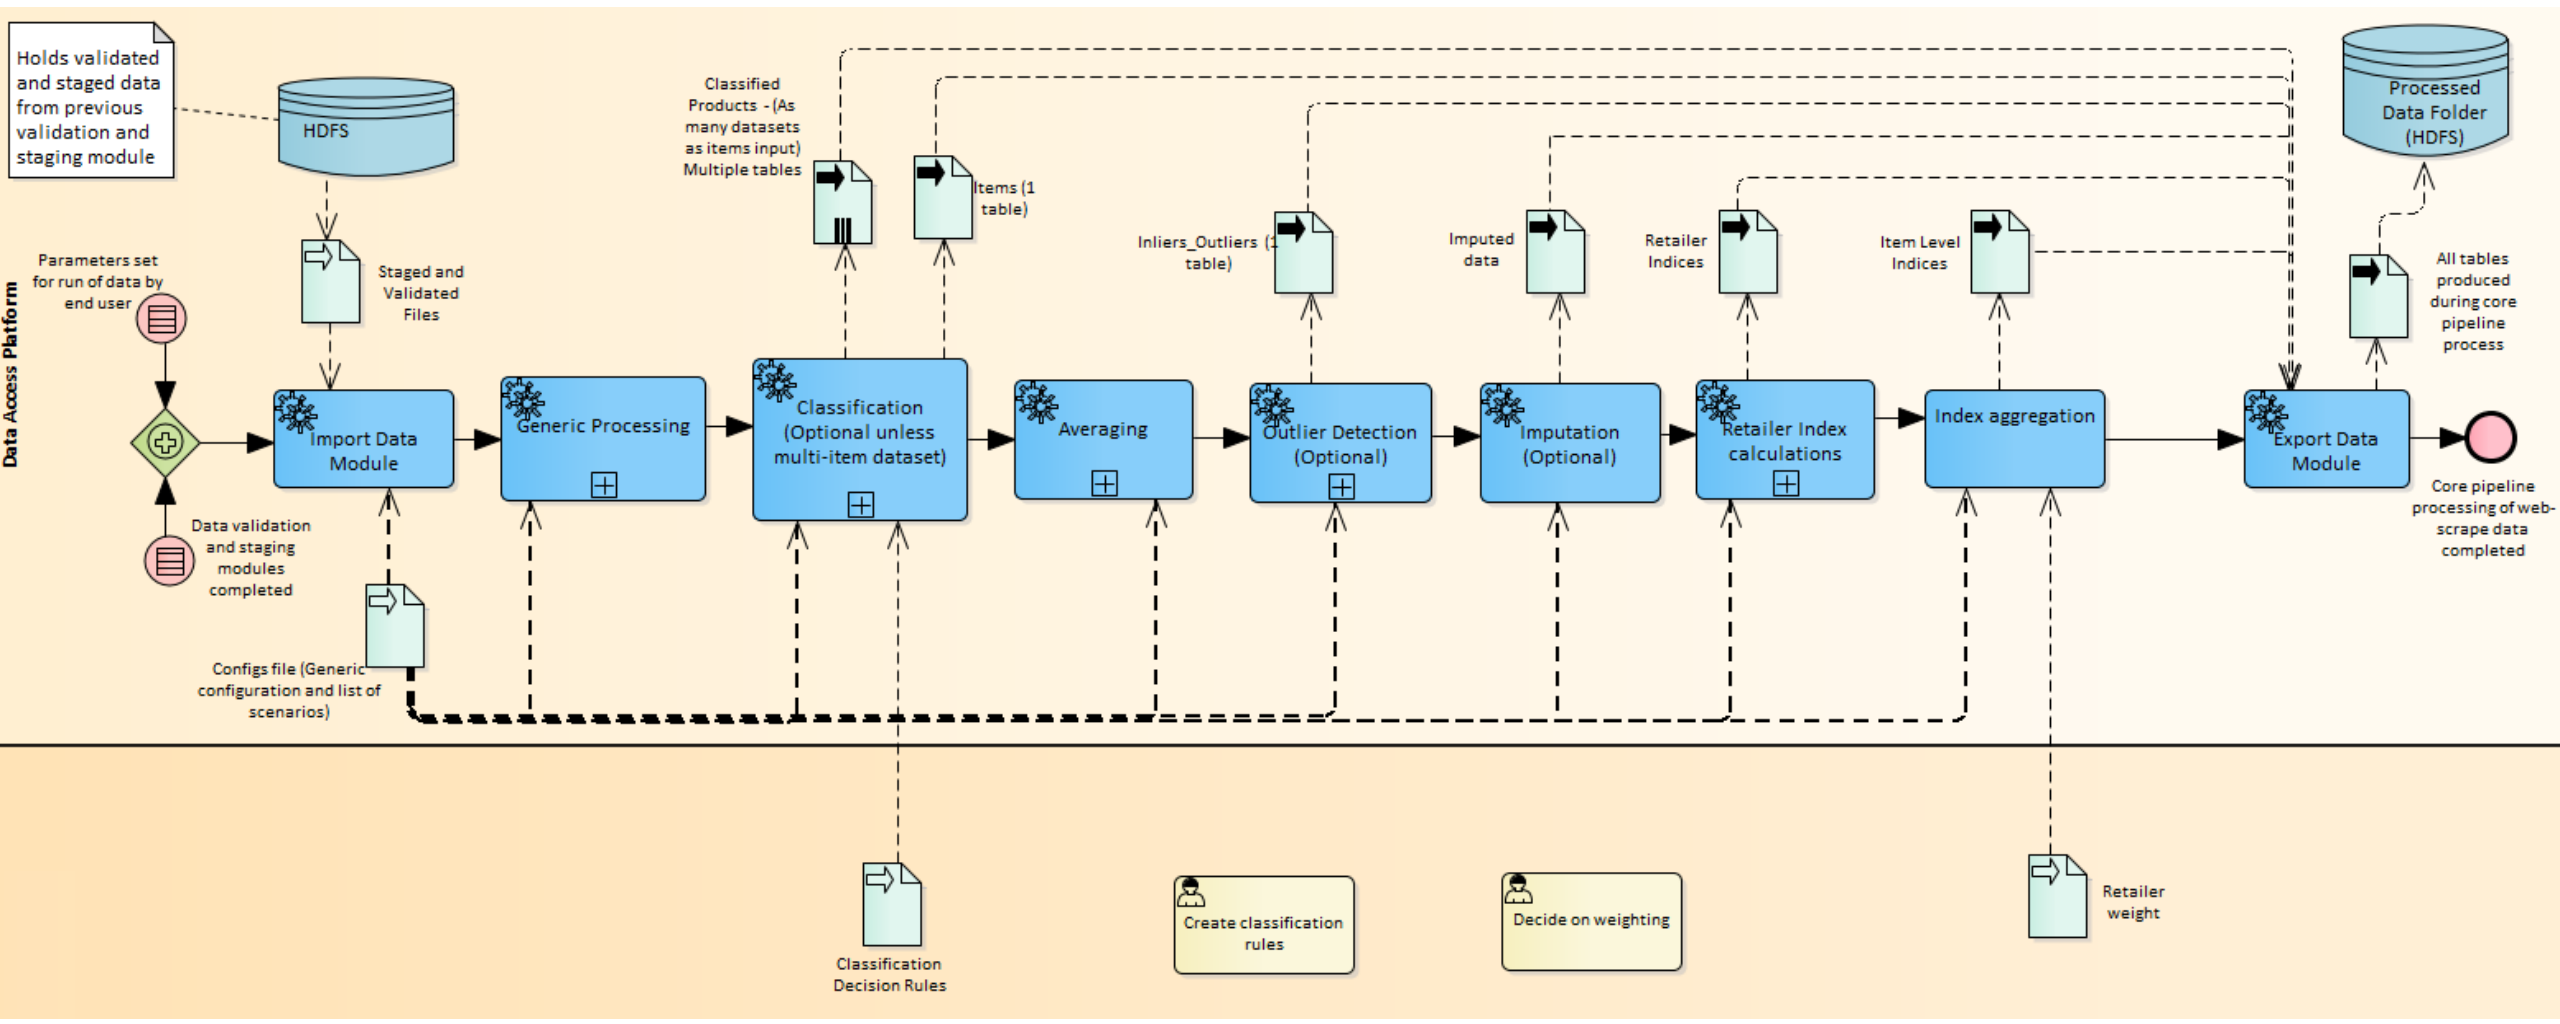 Holds validated
and staged data
from previous
validation and
staging module
HDFS
Staged and
Validated
Files
Parameters set
for run of data by
end user
Data Access Platform
Data validation
and staging
modules
completed
Configs file (Generic
configuration and list of
scenarios)
Import Data
Module
Generic Processing
Classification
(Optional unless
multi-item dataset)
Averaging
Outlier Detection
(Optional)
Imputation
(Optional)
Retailer Index
calculations
Index aggregation
Export Data
Module
Classified
Products - (As
many datasets
as items input)
Multiple tables
Items (1
table)
Inliers_Outliers (1
table)
Imputed
data
Retailer
Indices
Item Level
Indices
Processed
Data Folder
(HDFS)
All tables
produced
during core
pipeline
process
Core pipeline
processing of web-
scrape data
completed
Classification
Decision Rules
Create classification
rules
Decide on weighting
Retailer
weight